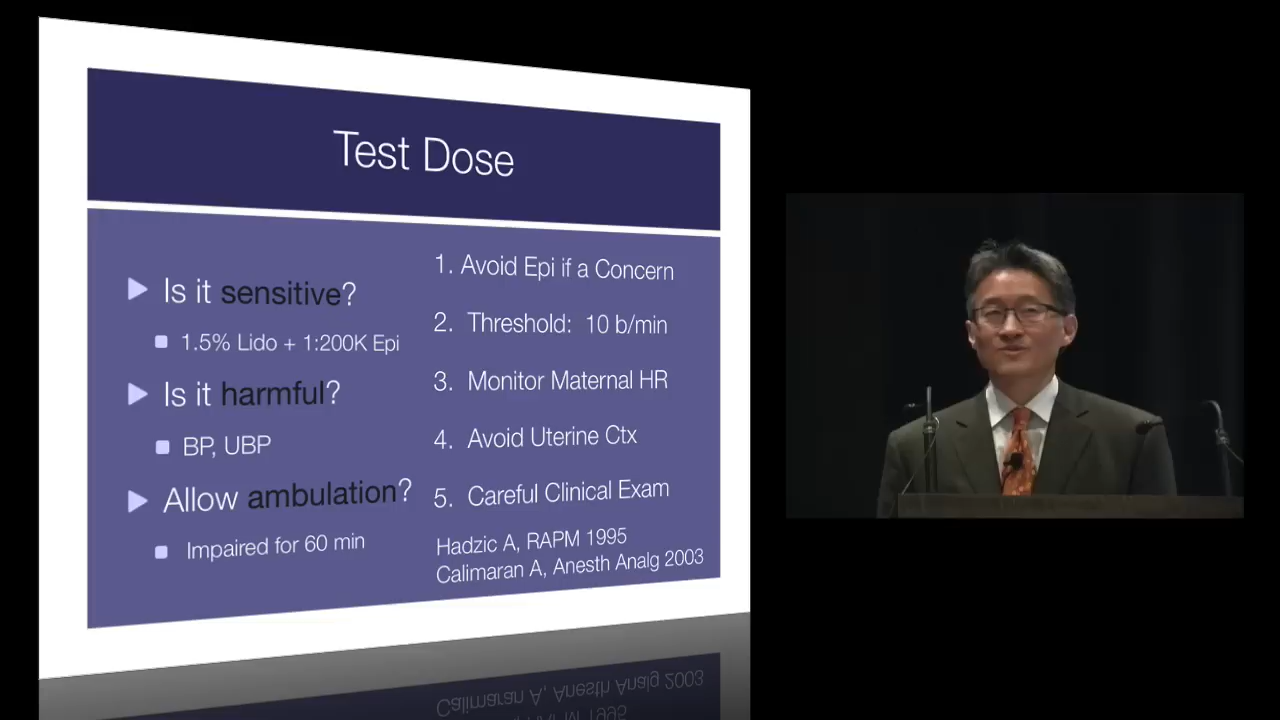 Test Dose
Is it sensitive?
1.5% Lido + 1:200K Epi
Is it harmful?
BP, UBP
Allow ambulation?
Impaired for 60 min
1. Avoid Epi if a Concern
2. Threshold: 10 b/min
3. Monitor Maternal HR
4. Avoid Uterine Ctx
5. Careful Clinical Exam
Hadzic A, RAPM 1995
Calimaran A, Anesth Analg 2003